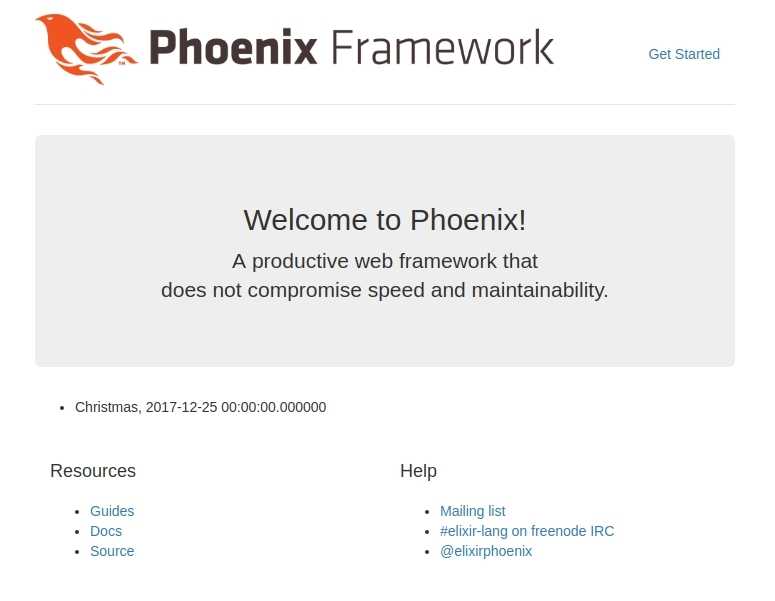 Phoenix Framework
Get Started
Welcome to Phoenix!
A productive web framework that
does not compromise speed and maintainability.
Christmas, 2017-12-25 00:00:00.000000
Resources
Guides
Docs
Source
Help
Mailing list
#elixir-lang on freenode IRC
@elixirphoenix